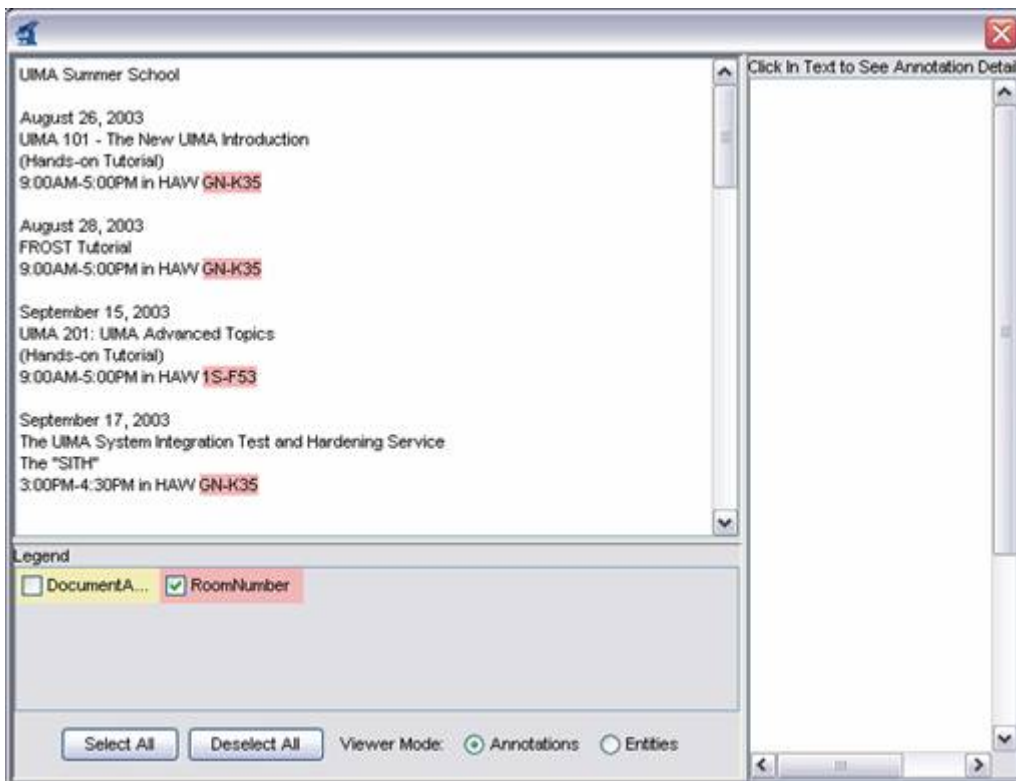 UIMA Summer School
August 26, 2003
UIMA 101 - The New UIMA Introduction
(Hands-on Tutorial)
9:00AM-5:00PM in HAW GN-K35
August 28, 2003
FROST Tutorial
9:00AM-5:00PM in HAW GN-K35
September 15, 2003
UIMA 201: UIMA Advanced Topics
(Hands-on Tutorial)
9:00AM-5:00PM in HAW 1S-F53
September 17, 2003
The UIMA System Integration Test and Hardening Service
The "SITH"
3:00PM-4:30PM in HAW GN-K35
Click In Text to See Annotation Detai
Legend
DocumentA...
RoomNumber
Select All
Deselect All
Viewer Mode:
Annotations
Entities